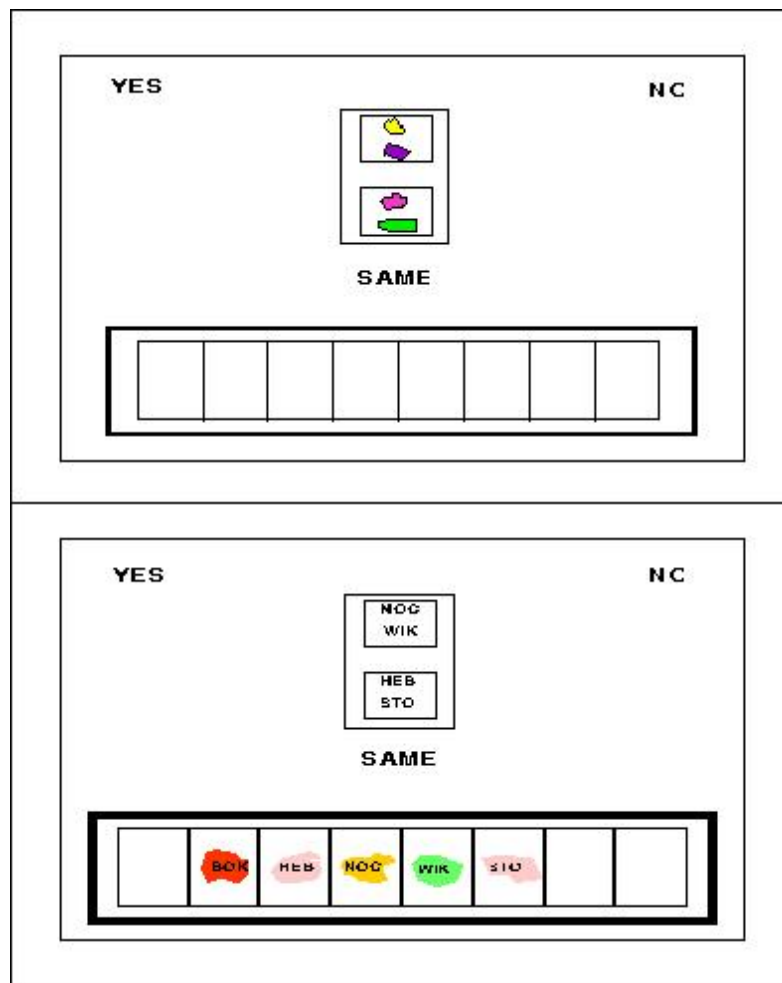 YES NC
SAME
YES NC
NOG
WIK
HEB
STO
SAME
BOK HEB NOG WIK STO